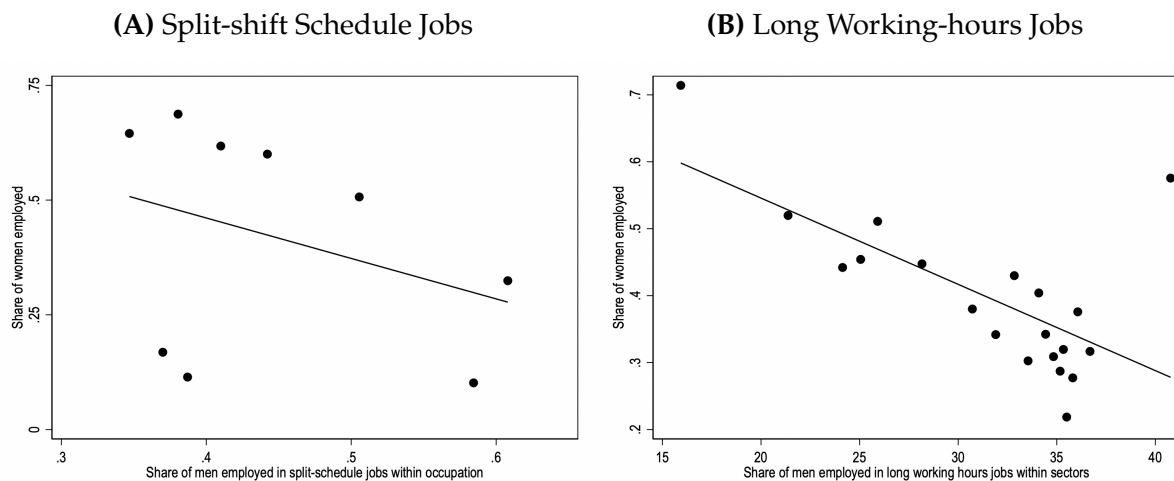 (A) Split-shift Schedule Jobs
Share of women employed
.75
.5
.25
0
.3 .4 .5 .6
Share of men employed in split-schedule jobs within occupation
(B) Long Working-hours Jobs
Share of women employed
.7
.6
.5
.4
.3
.2
15 20 25 30 35 40
Share of men employed in long working hours jobs within sectors